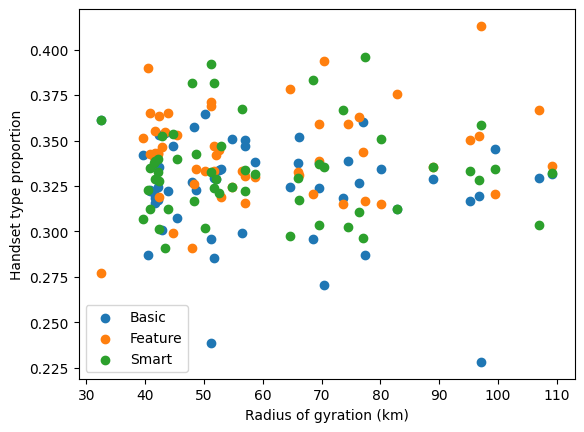 0.400
0.375
0.350
0.325
0.300
0.275
0.250
0.225
Handset type proportion
Basic
Feature
Smart
30 40 50 60 70 80 90 100 110
Radius of gyration (km)